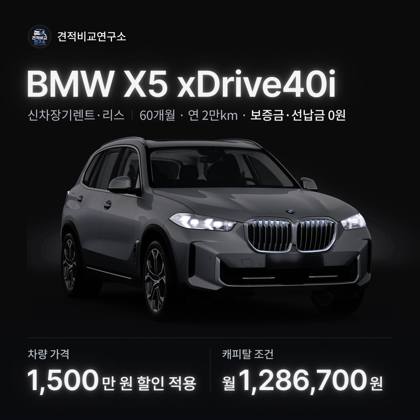 견적비교연구소
BMW X5 xDrive40i
신차장기렌트·리스 | 60개월 · 연 2만km · 보증금·선납금 0원
차량 가격
1,500만 원 할인 적용
캐피탈 조건
월 1,286,700원